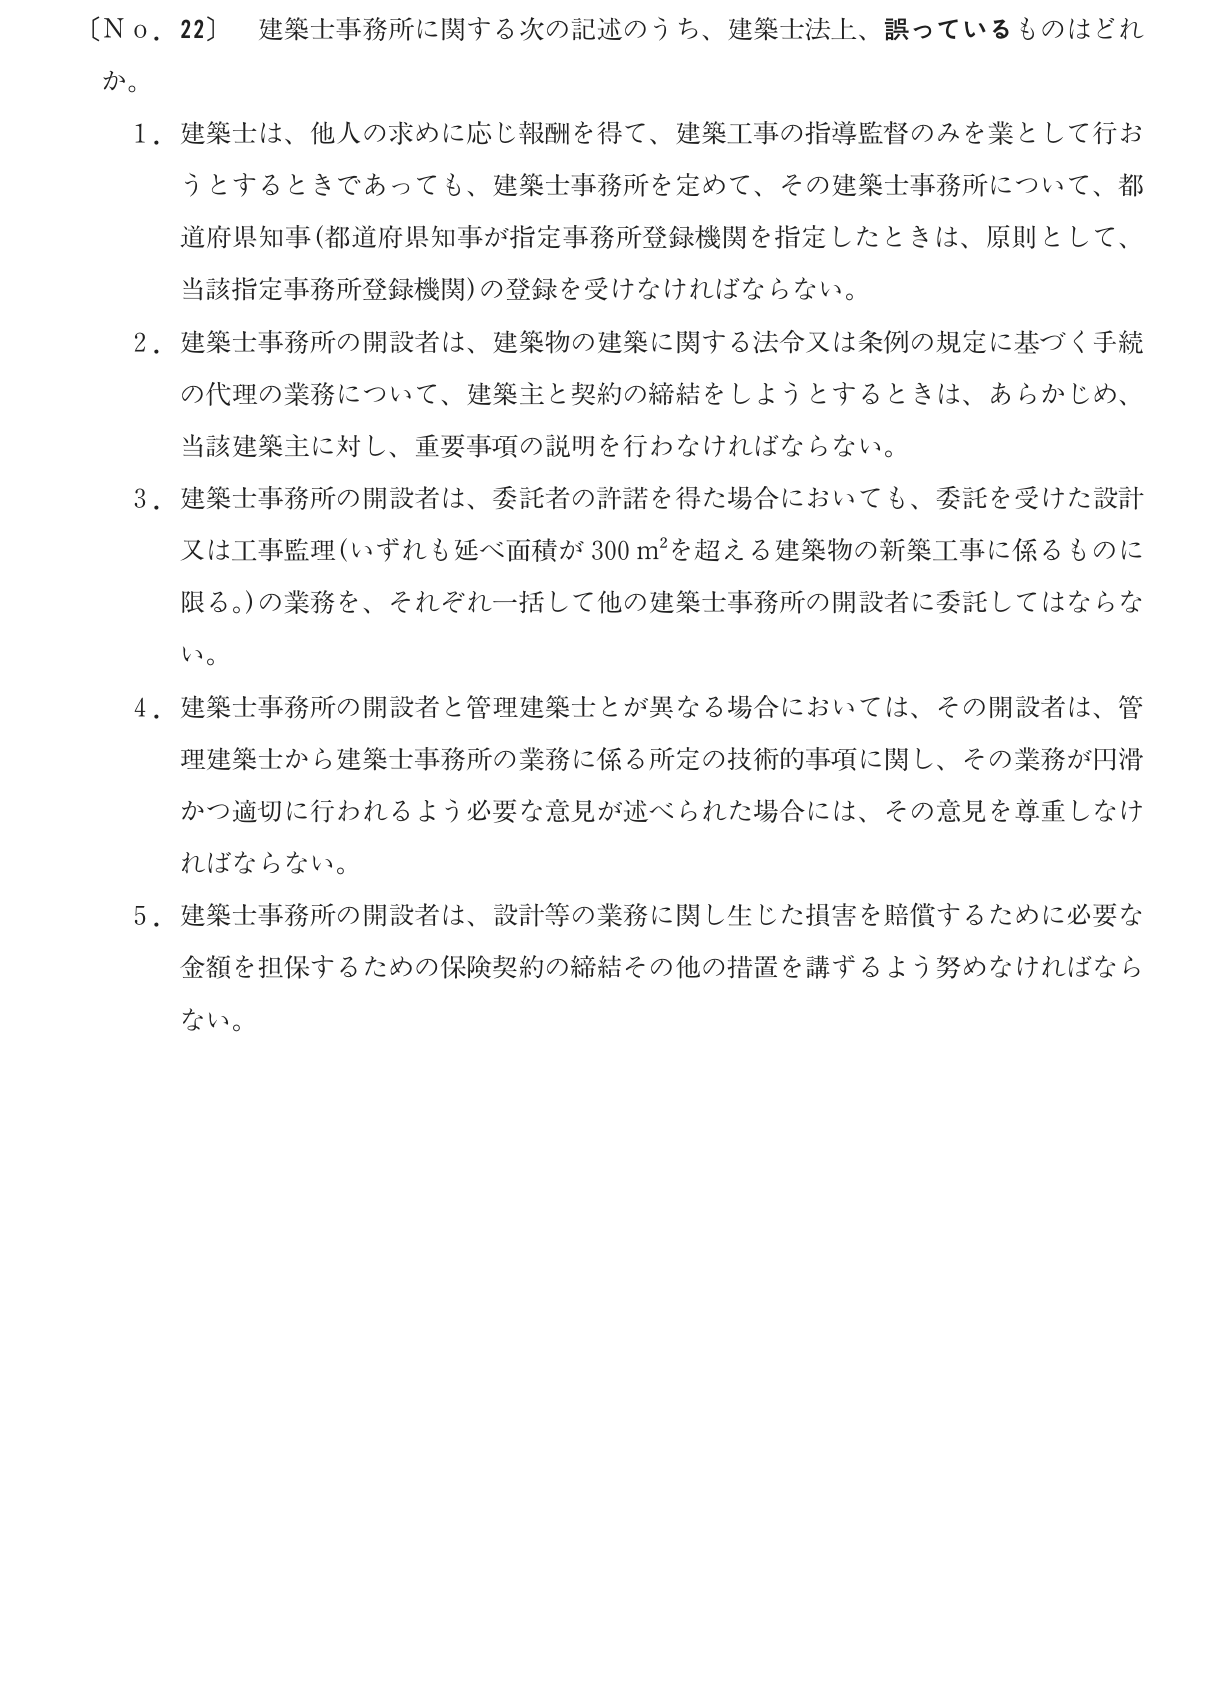 〔Ｎｏ．22〕　建築士事務所に関する次の記述のうち、建築士法上、誤っているものはどれ
か。
１．建築士は、他人の求めに応じ報酬を得て、建築工事の指導監督のみを業として行お
うとするときであっても、建築士事務所を定めて、その建築士事務所について、都
道府県知事(都道府県知事が指定事務所登録機関を指定したときは、原則として、
当該指定事務所登録機関)の登録を受けなければならない。
２．建築士事務所の開設者は、建築物の建築に関する法令又は条例の規定に基づく手続
の代理の業務について、建築主と契約の締結をしようとするときは、あらかじめ、
当該建築主に対し、重要事項の説明を行わなければならない。
３．建築士事務所の開設者は、委託者の許諾を得た場合においても、委託を受けた設計
又は工事監理(いずれも延べ面積が 300 m²を超える建築物の新築工事に係るものに
限る。)の業務を、それぞれ一括して他の建築士事務所の開設者に委託してはならな
い。
４．建築士事務所の開設者と管理建築士とが異なる場合においては、その開設者は、管
理建築士から建築士事務所の業務に係る所定の技術的事項に関し、その業務が円滑
かつ適切に行われるよう必要な意見が述べられた場合には、その意見を尊重しなけ
ればならない。
５．建築士事務所の開設者は、設計等の業務に関し生じた損害を賠償するために必要な
金額を担保するための保険契約の締結その他の措置を講ずるよう努めなければなら
ない。